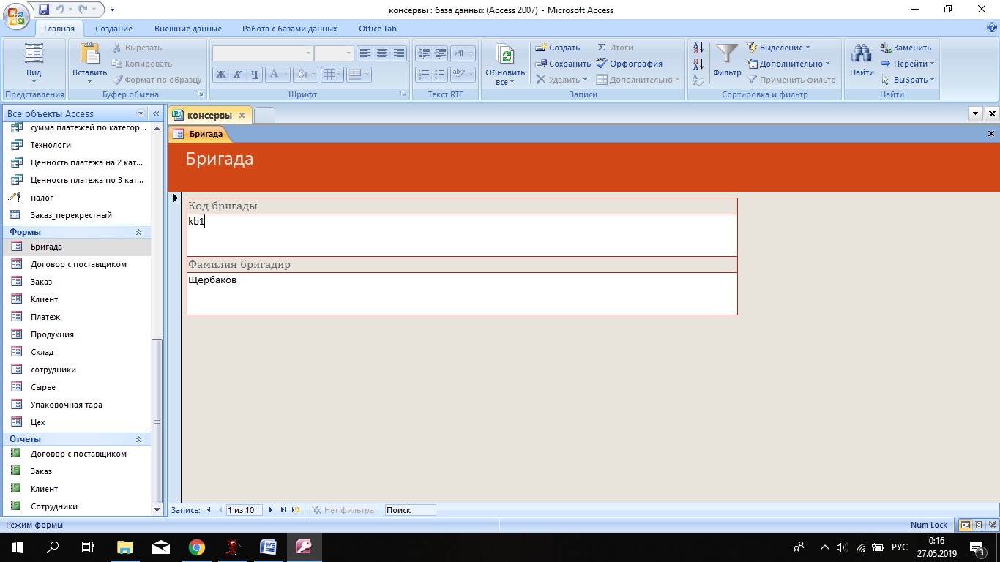 консервы : база данных (Access 2007) - Microsoft Access
Главная Создание Внешние данные Работа с базами данных Office Tab
Вид
Представления
Вставить
Вырезать
Копировать
Формат по образцу
Буфер обмена
Ж К Ч А
Шрифт
Текст RTF
Обновить все
Создать
Сохранить
Удалить
Итоги
Орфография
Дополнительно
Записи
Фильтр
Выделение
Дополнительно
Применить фильтр
Сортировка и фильтр
Найти
Заменить
Перейти
Выбрать
Найти
Все объекты Access
сумма платежей по категор...
Технологи
Ценность платежа на 2 кат...
Ценность платежа по 3 кат...
налог
Заказ_перекрестный
Формы
Бригада
Договор с поставщиком
Заказ
Клиент
Платеж
Продукция
Склад
сотрудники
Сырье
Упаковочная тара
Цех
Отчеты
Договор с поставщиком
Заказ
Клиент
Сотрудники
консервы
Бригада
Бригада
Код бригады
kb1
Фамилия бригадир
Щербаков
Запись: 1 из 10 Нет фильтра Поиск
Режим формы Num Lock
РУС 0:16
27.05.2019 3